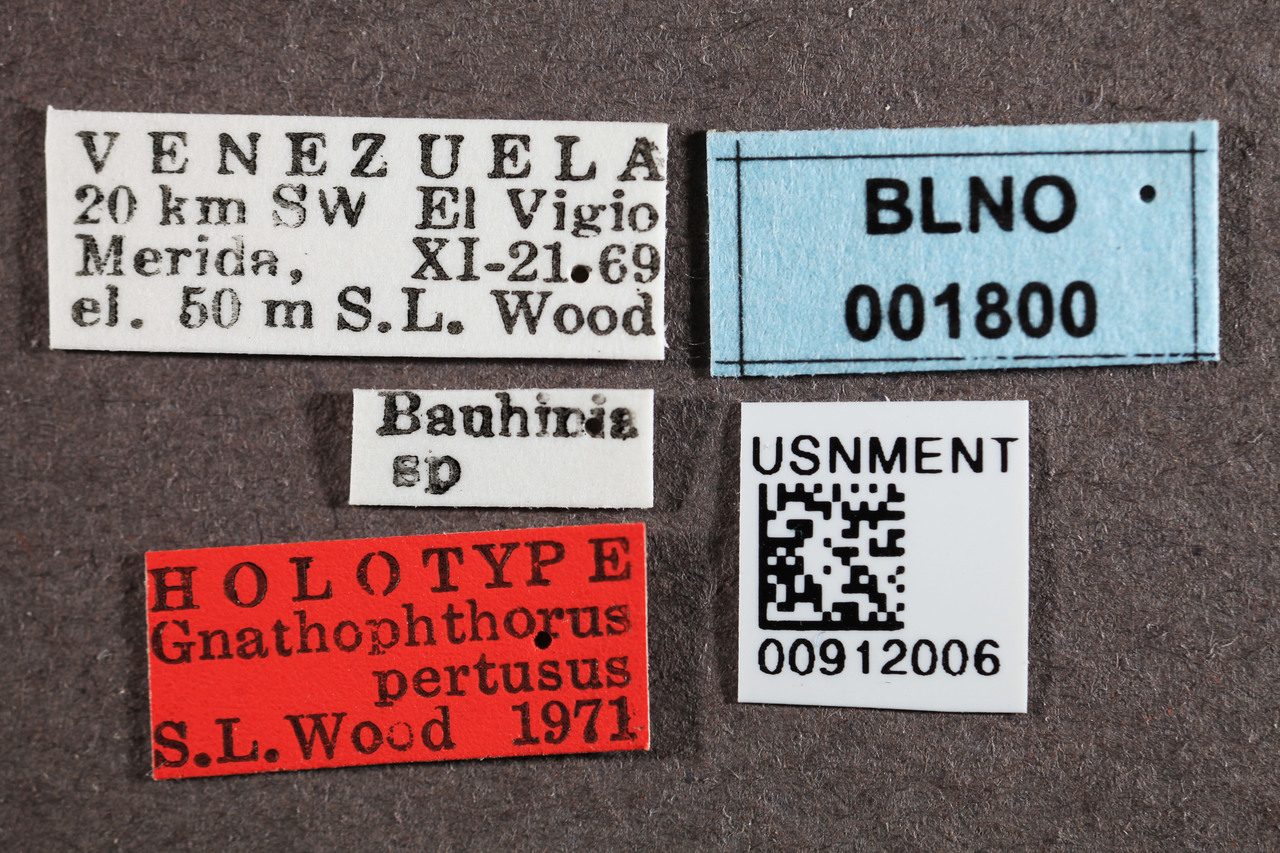 VENEZUELA
20 km SW El Vigio
Merida, XI-21.69
el. 50 m S.L. Wood
BLNO
001800
Bauhinia
sp
USNMENT
00912006
HOLOTYPE
Gnathophthorus
pertusus
S.L. Wood 1971